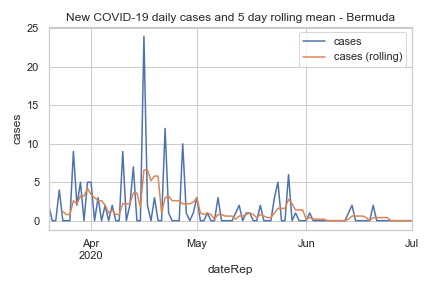 New COVID-19 daily cases and 5 day rolling mean - Bermuda
25
20
15
10
5
0
cases
cases
cases (rolling)
Apr
2020
May
Jun
Jul
dateRep